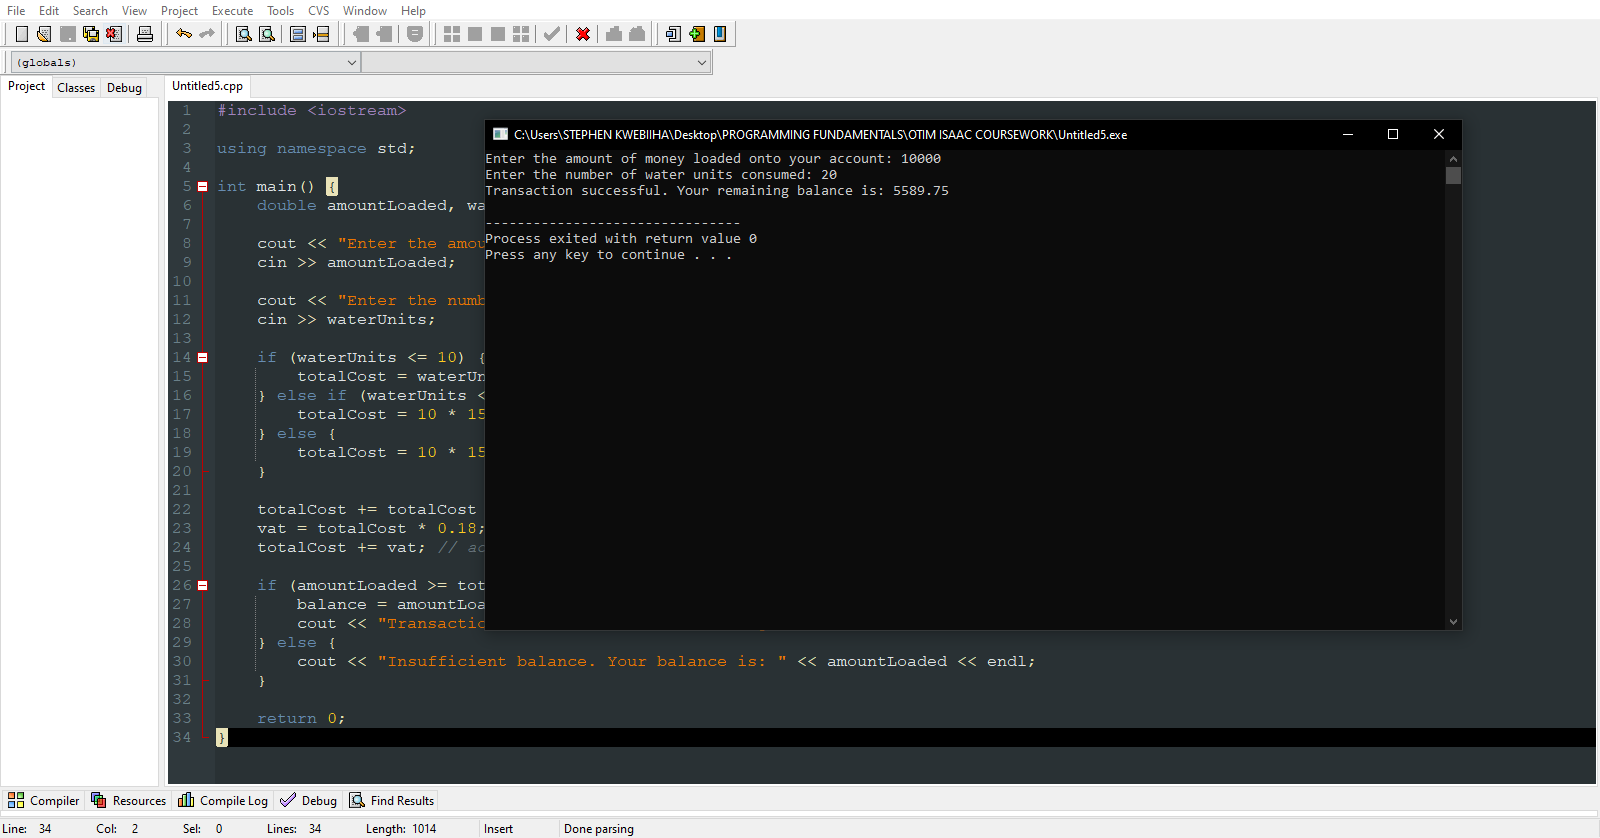 File Edit Search View Project Execute Tools CVS Window Help
(globals)
Project Classes Debug
Untitled5.cpp
1 #include <iostream>
2
3 using namespace std;
4
5 int main() {
6 double amountLoaded, wa
7
8 cout << "Enter the amou
9 cin >> amountLoaded;
10
11 cout << "Enter the numb
12 cin >> waterUnits;
13
14 if (waterUnits <= 10) {
15 totalCost = waterUn
16 } else if (waterUnits <
17 totalCost = 10 * 15
18 } else {
19 totalCost = 10 * 15
20 }
21
22 totalCost += totalCost
23 vat = totalCost * 0.18;
24 totalCost += vat; // ac
25
26 if (amountLoaded >= tot
27 balance = amountLoa
28 cout << "Transactic
29 } else {
30 cout << "Insufficient balance. Your balance is: " << amountLoaded << endl;
31 }
32
33 return 0;
34 }
C:\Users\STEPHEN KWEBIIHA\Desktop\PROGRAMMING FUNDAMENTALS\OTIM ISAAC COURSEWORK\Untitled5.exe
Enter the amount of money loaded onto your account: 10000
Enter the number of water units consumed: 20
Transaction successful. Your remaining balance is: 5589.75
--------------------------------
Process exited with return value 0
Press any key to continue . . .
Compiler Resources Compile Log Debug Find Results
Line: 34 Col: 2 Sel: 0 Lines: 34 Length: 1014 Insert Done parsing